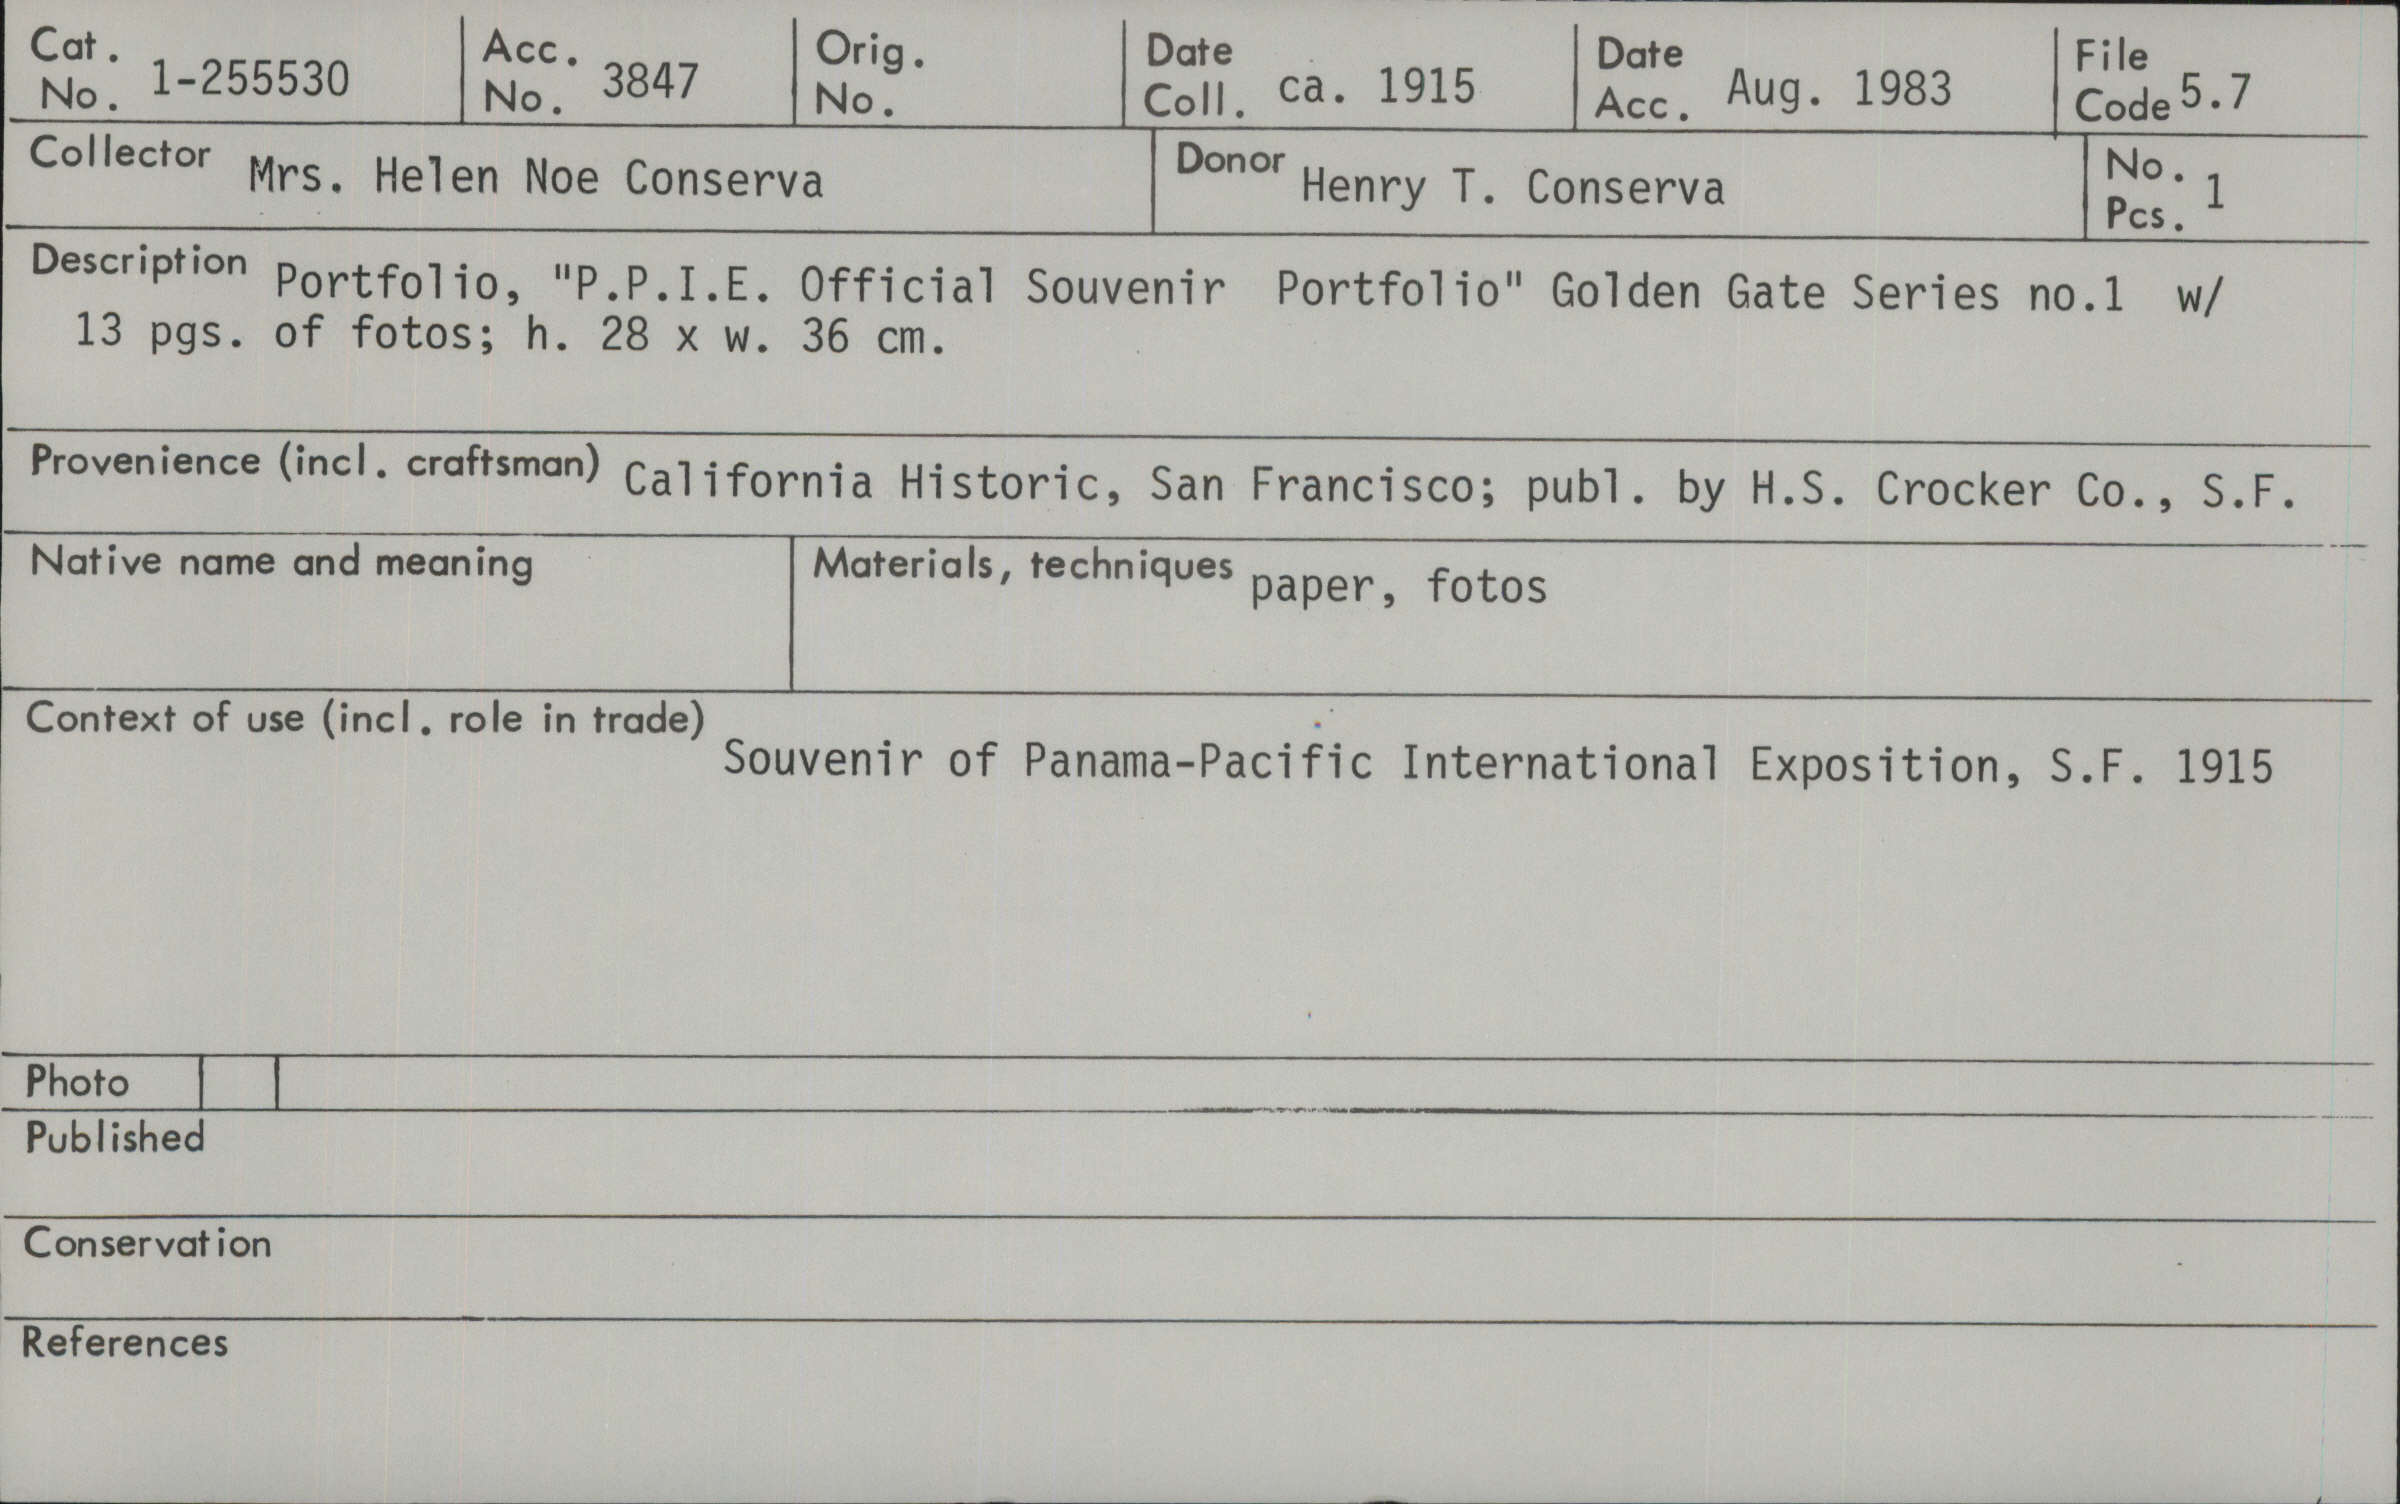 Cat. No. 1-255530 Acc. No. 3847 Orig. No. Date Coll. ca. 1915 Date Acc. Aug. 1983 File Code 5.7
Collector Mrs. Helen Noe Conserva Donor Henry T. Conserva No. Pcs. 1
Description Portfolio, "P.P.I.E. Official Souvenir Portfolio" Golden Gate Series no.1 w/
13 pgs. of fotos; h. 28 x w. 36 cm.
Provenience (incl. craftsman) California Historic, San Francisco; publ. by H.S. Crocker Co., S.F.
Native name and meaning Materials, techniques paper, fotos
Context of use (incl. role in trade)
Souvenir of Panama-Pacific International Exposition, S.F. 1915
Photo
Published
Conservation
References